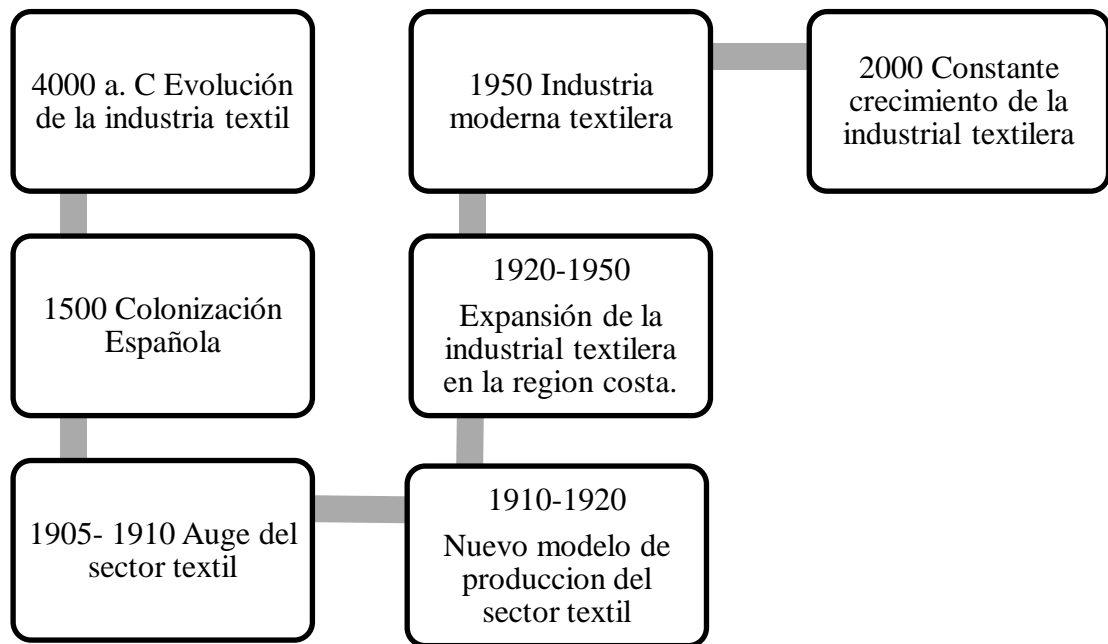 4000 a. C Evolución
de la industria textil
1500 Colonización
Española
1905- 1910 Auge del
sector textil
1910-1920
Nuevo modelo de
produccion del
sector textil
1920-1950
Expansión de la
industrial textilera
en la region costa.
1950 Industria
moderna textilera
2000 Constante
crecimiento de la
industrial textilera